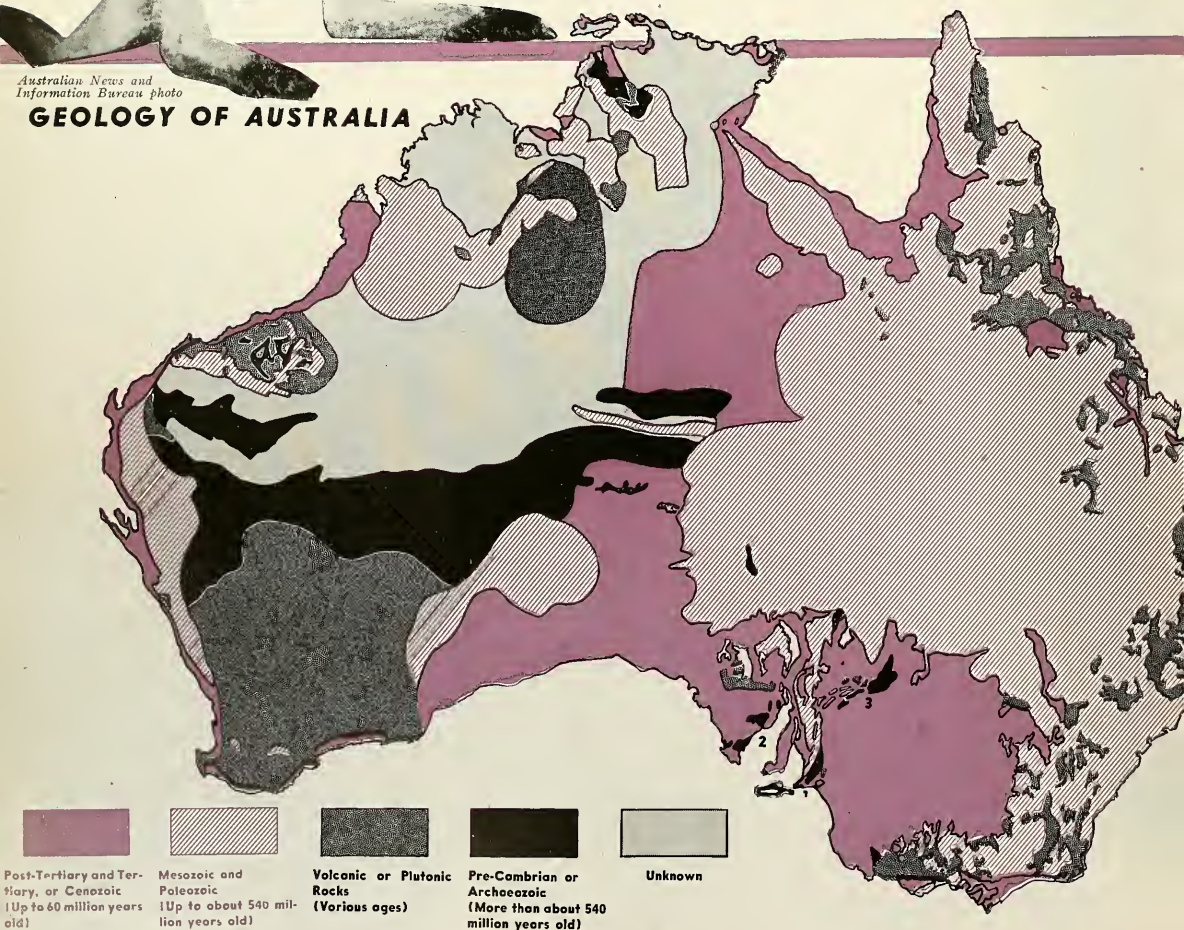 Australian News and
Information Bureau photo
GEOLOGY OF AUSTRALIA
3
2
1
Post-Tertiary and Ter-
tiary, or Cenozoic
(Up to 60 million years
old)
Mesozoic and
Paleozoic
(Up to about 540 mil-
lion years old)
Volcanic or Plutonic
Rocks
(Various ages)
Pre-Cambrian or
Archaeozoic
(More than about 540
million years old)
Unknown